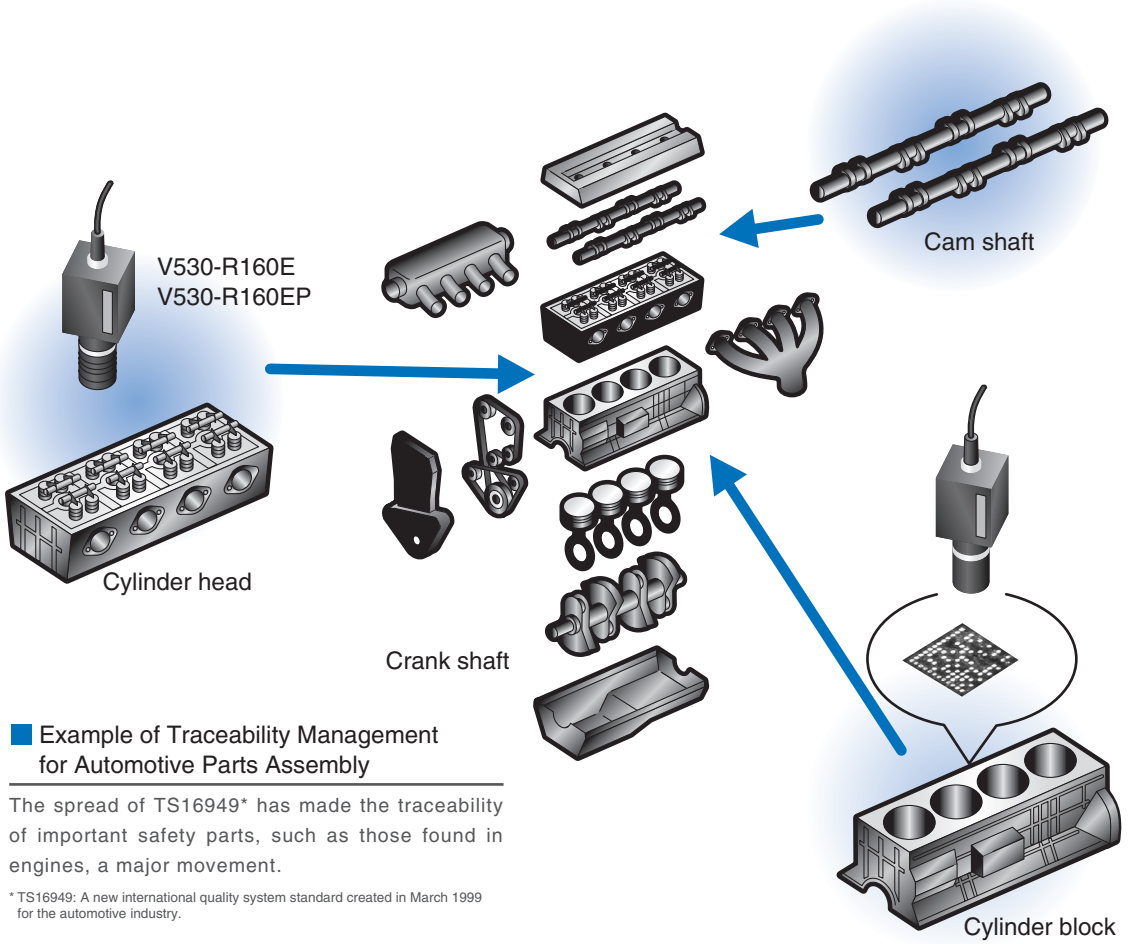 Cam shaft
V530-R160E
V530-R160EP
Cylinder head
Crank shaft
Example of Traceability Management
for Automotive Parts Assembly
The spread of TS16949* has made the traceability
of important safety parts, such as those found in
engines, a major movement.
* TS16949: A new international quality system standard created in March 1999
for the automotive industry.
Cylinder block